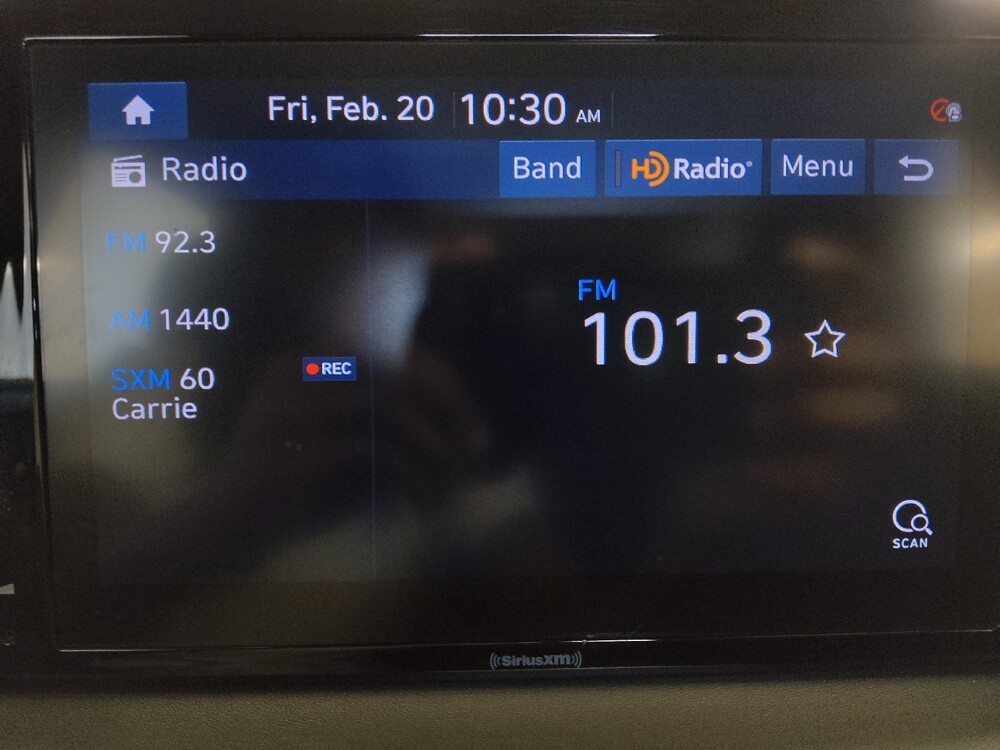 Fri, Feb. 20 10:30 AM
Radio Band HD Radio® Menu
FM 92.3
AM 1440
SXM 60 REC
Carrie
FM
101.3
SCAN
((SiriusXM))